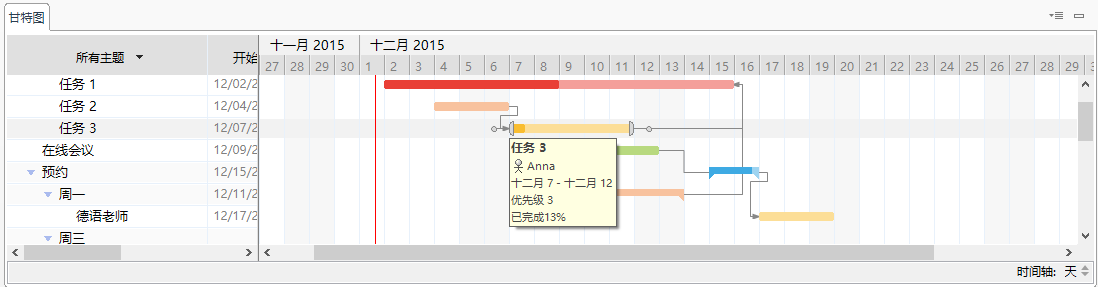 甘特图
所有主题 开始
十一月 2015 十二月 2015
27 28 29 30 1 2 3 4 5 6 7 8 9 10 11 12 13 14 15 16 17 18 19 20 21 22 23 24 25 26 27 28 29 3
任务 1 12/02/2
任务 2 12/04/2
任务 3 12/07/2
在线会议 12/09/2
预约 12/15/2
周一 12/11/2
德语老师 12/17/2
周三
任务 3
Anna
十二月 7 - 十二月 12
优先级 3
已完成13%
时间轴: 天